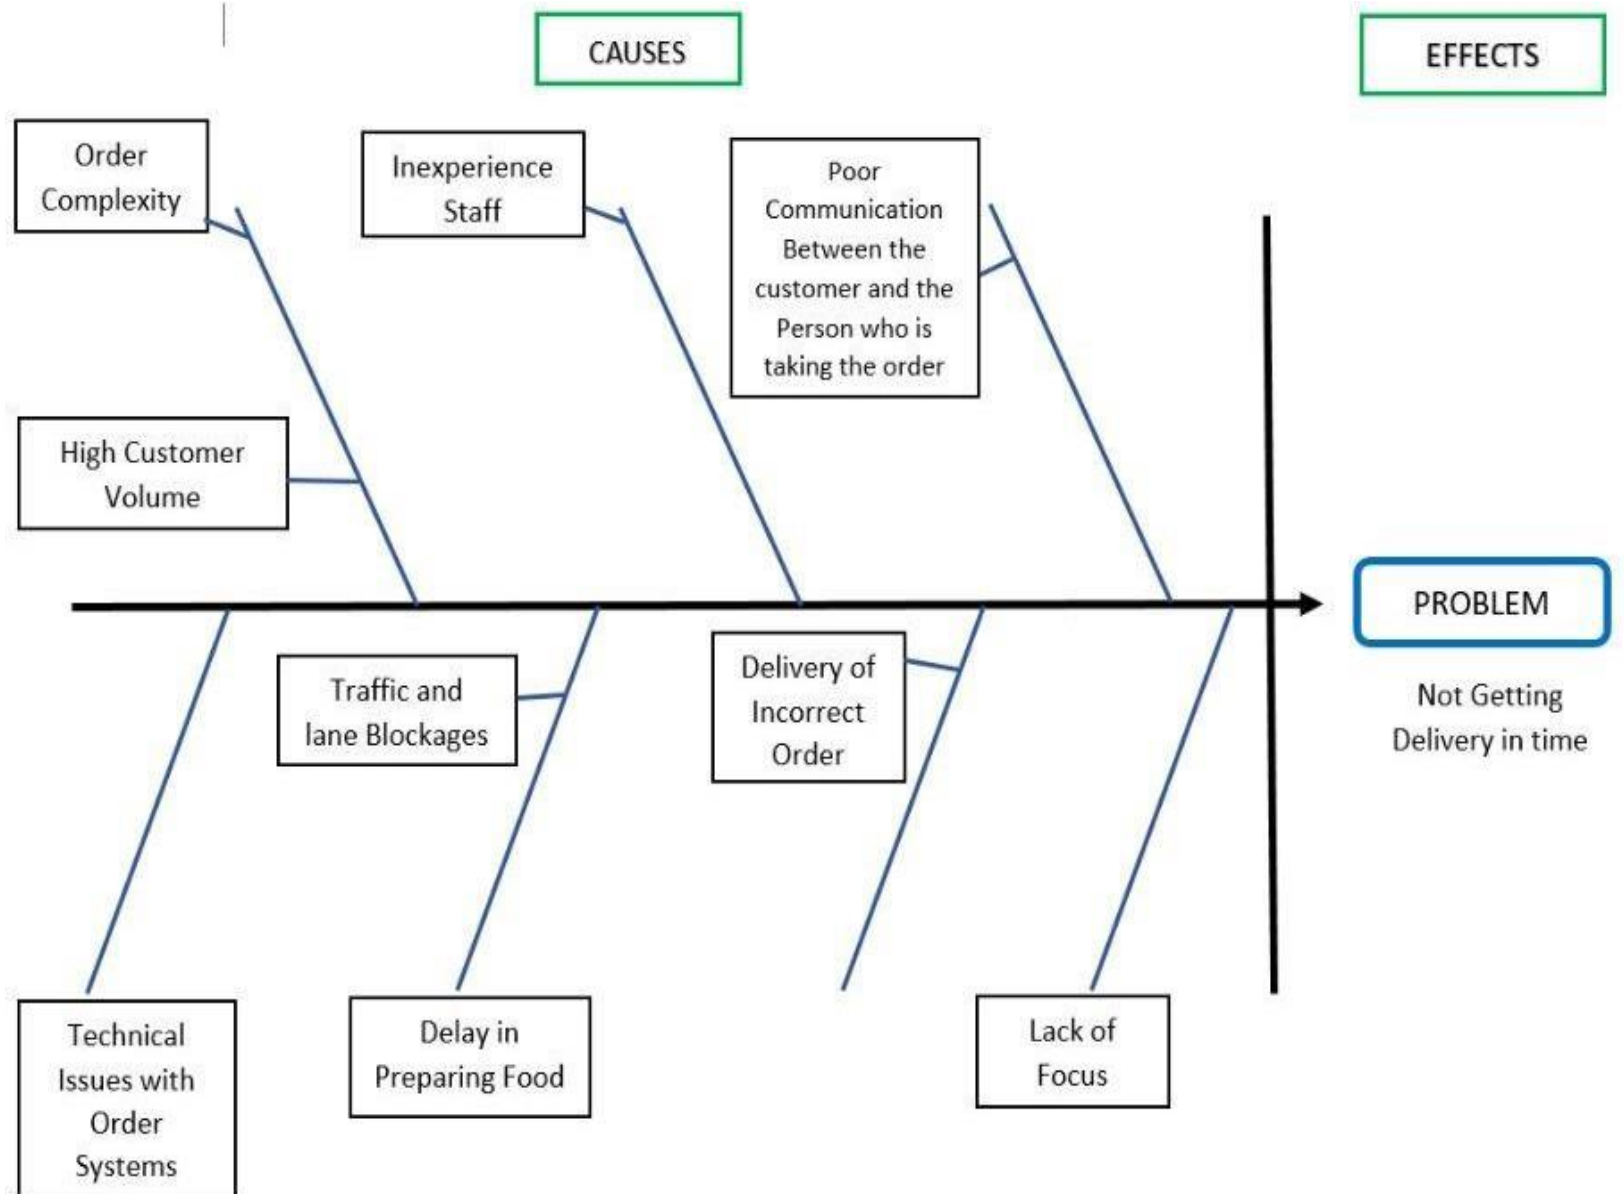 CAUSES
EFFECTS
Order
Complexity
Inexperience
Staff
Poor
Communication
Between the
customer and the
Person who is
taking the order
High Customer
Volume
PROBLEM
Not Getting
Delivery in time
Traffic and
lane Blockages
Delivery of
Incorrect
Order
Technical
Issues with
Order
Systems
Delay in
Preparing Food
Lack of
Focus